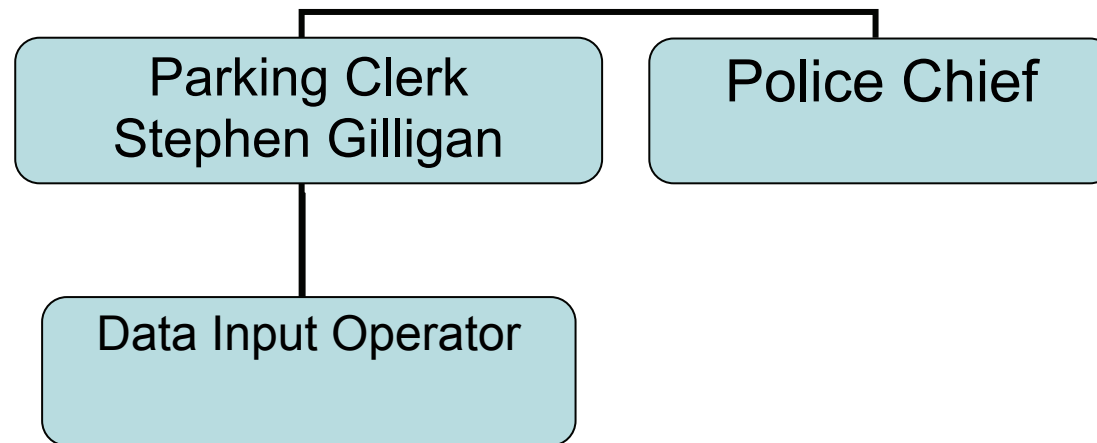 Parking Clerk
Stephen Gilligan
Police Chief
Data Input Operator